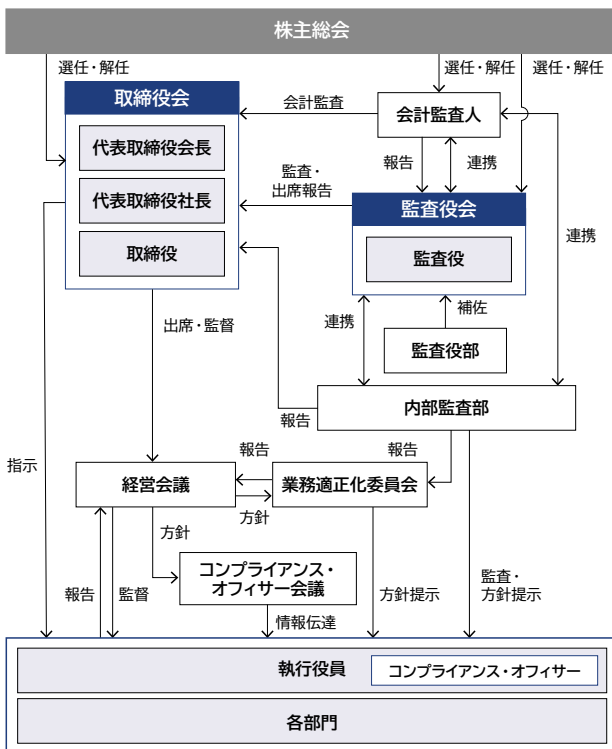 株主総会
選任・解任
選任・解任
選任・解任
取締役会
会計監査
会計監査人
代表取締役会長
報告
連携
監査・
出席報告
代表取締役社長
監査役会
取締役
監査役
連携
出席・監督
連携
補佐
監査役部
内部監査部
報告
指示
報告
報告
経営会議
業務適正化委員会
方針
方針
コンプライアンス・
オフィサー会議
報告
監督
方針提示
監査・
方針提示
情報伝達
執行役員
コンプライアンス・オフィサー
各部門